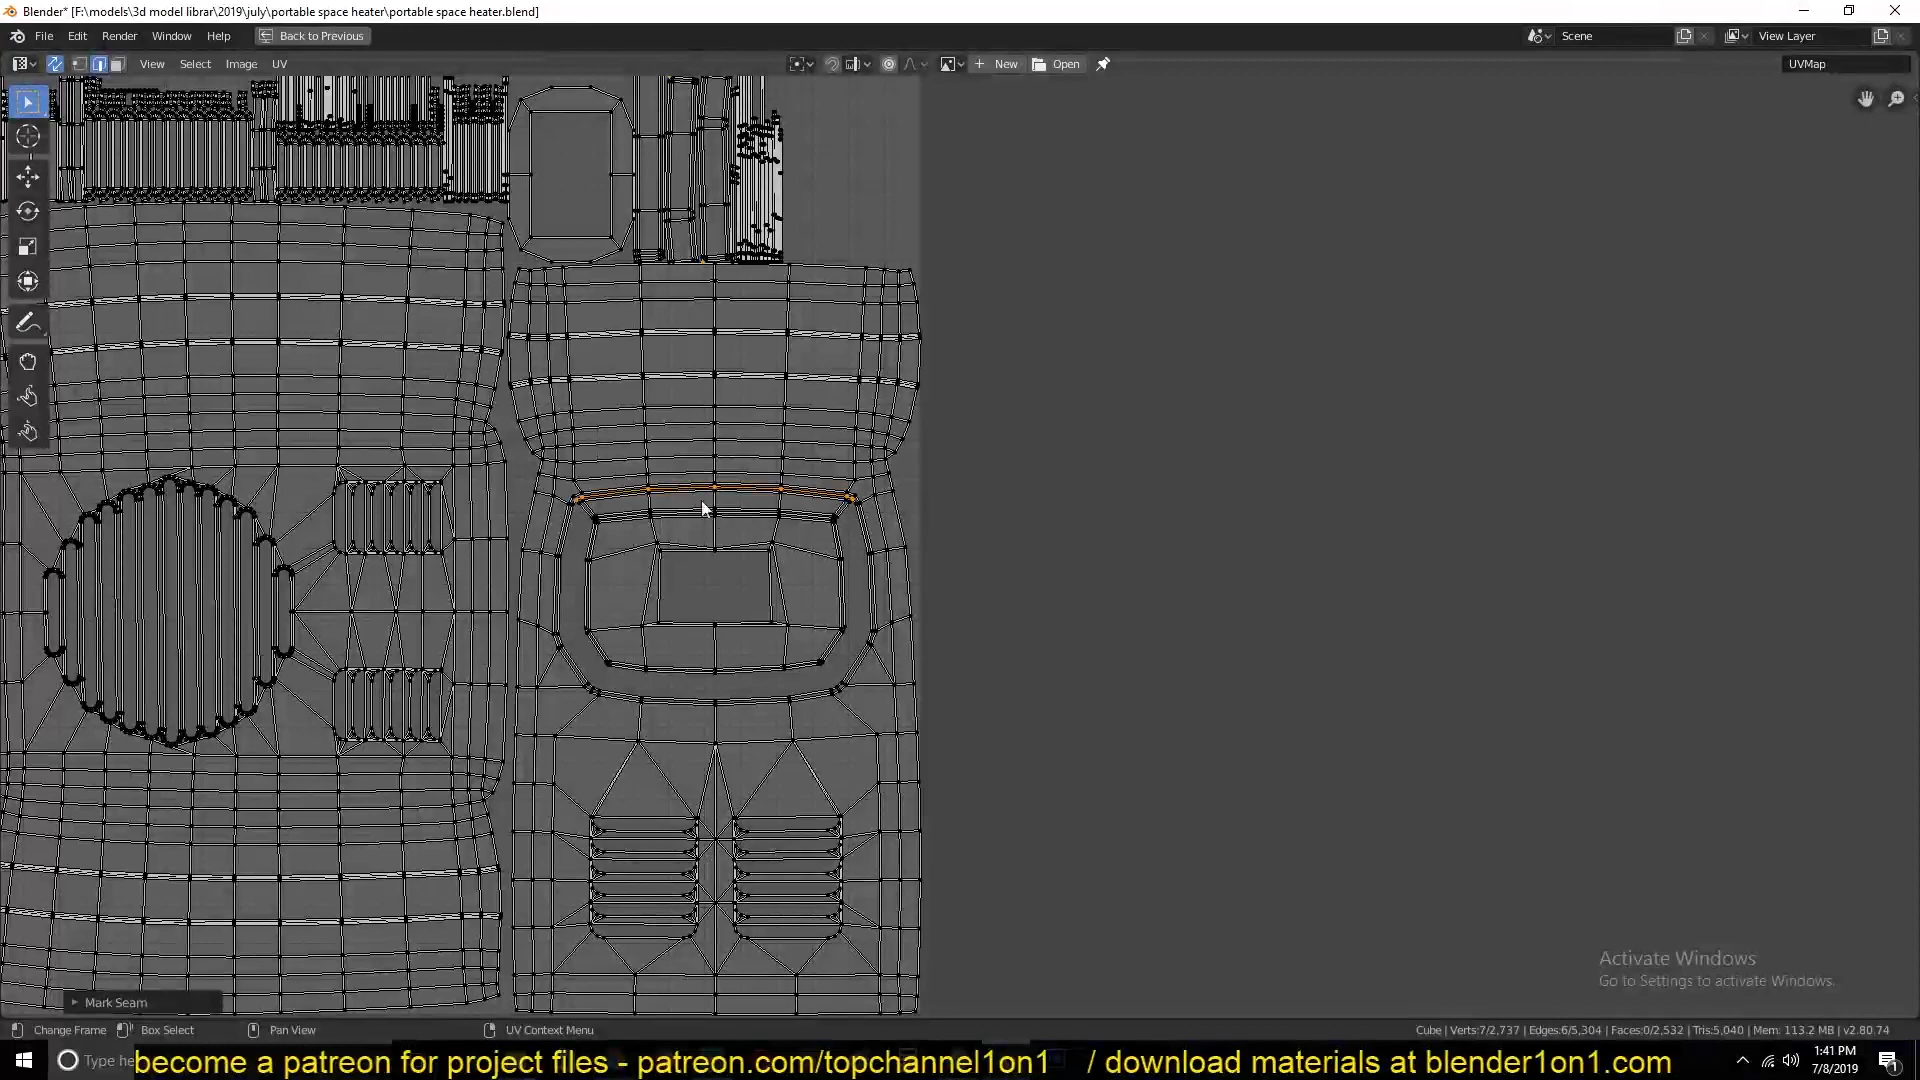 Blender* [F:\models\3d model librar\2019\july\portable space heater\portable space heater.blend]
File Edit Render Window Help Back to Previous Scene View Layer
View Select Image UV New Open UVMap
Mark Seam
Activate Windows
Go to Settings to activate Windows.
Change Frame Box Select Pan View UV Context Menu Cube | Verts:7/2,737 | Edges:6/5,304 | Faces:0/2,532 | Tris:5,040 | Mem: 113.2 MB | v2.80.74
Type he
become a patreon for project files - patreon.com/topchannel1on1 / download materials at blender1on1.com
1:41 PM
7/8/2019
1